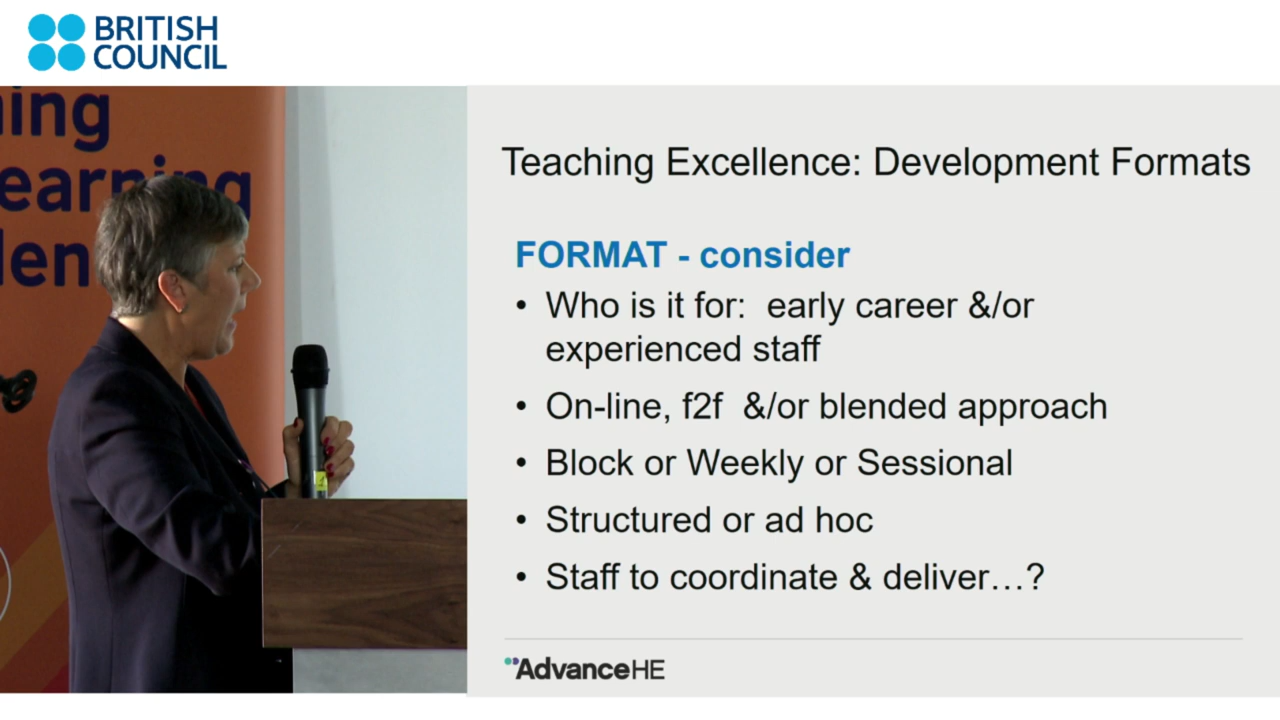 BRITISH
COUNCIL
Teaching Excellence: Development Formats
FORMAT - consider
• Who is it for:  early career &/or
experienced staff
• On-line, f2f  &/or blended approach
• Block or Weekly or Sessional
• Structured or ad hoc
• Staff to coordinate & deliver…?
AdvanceHE